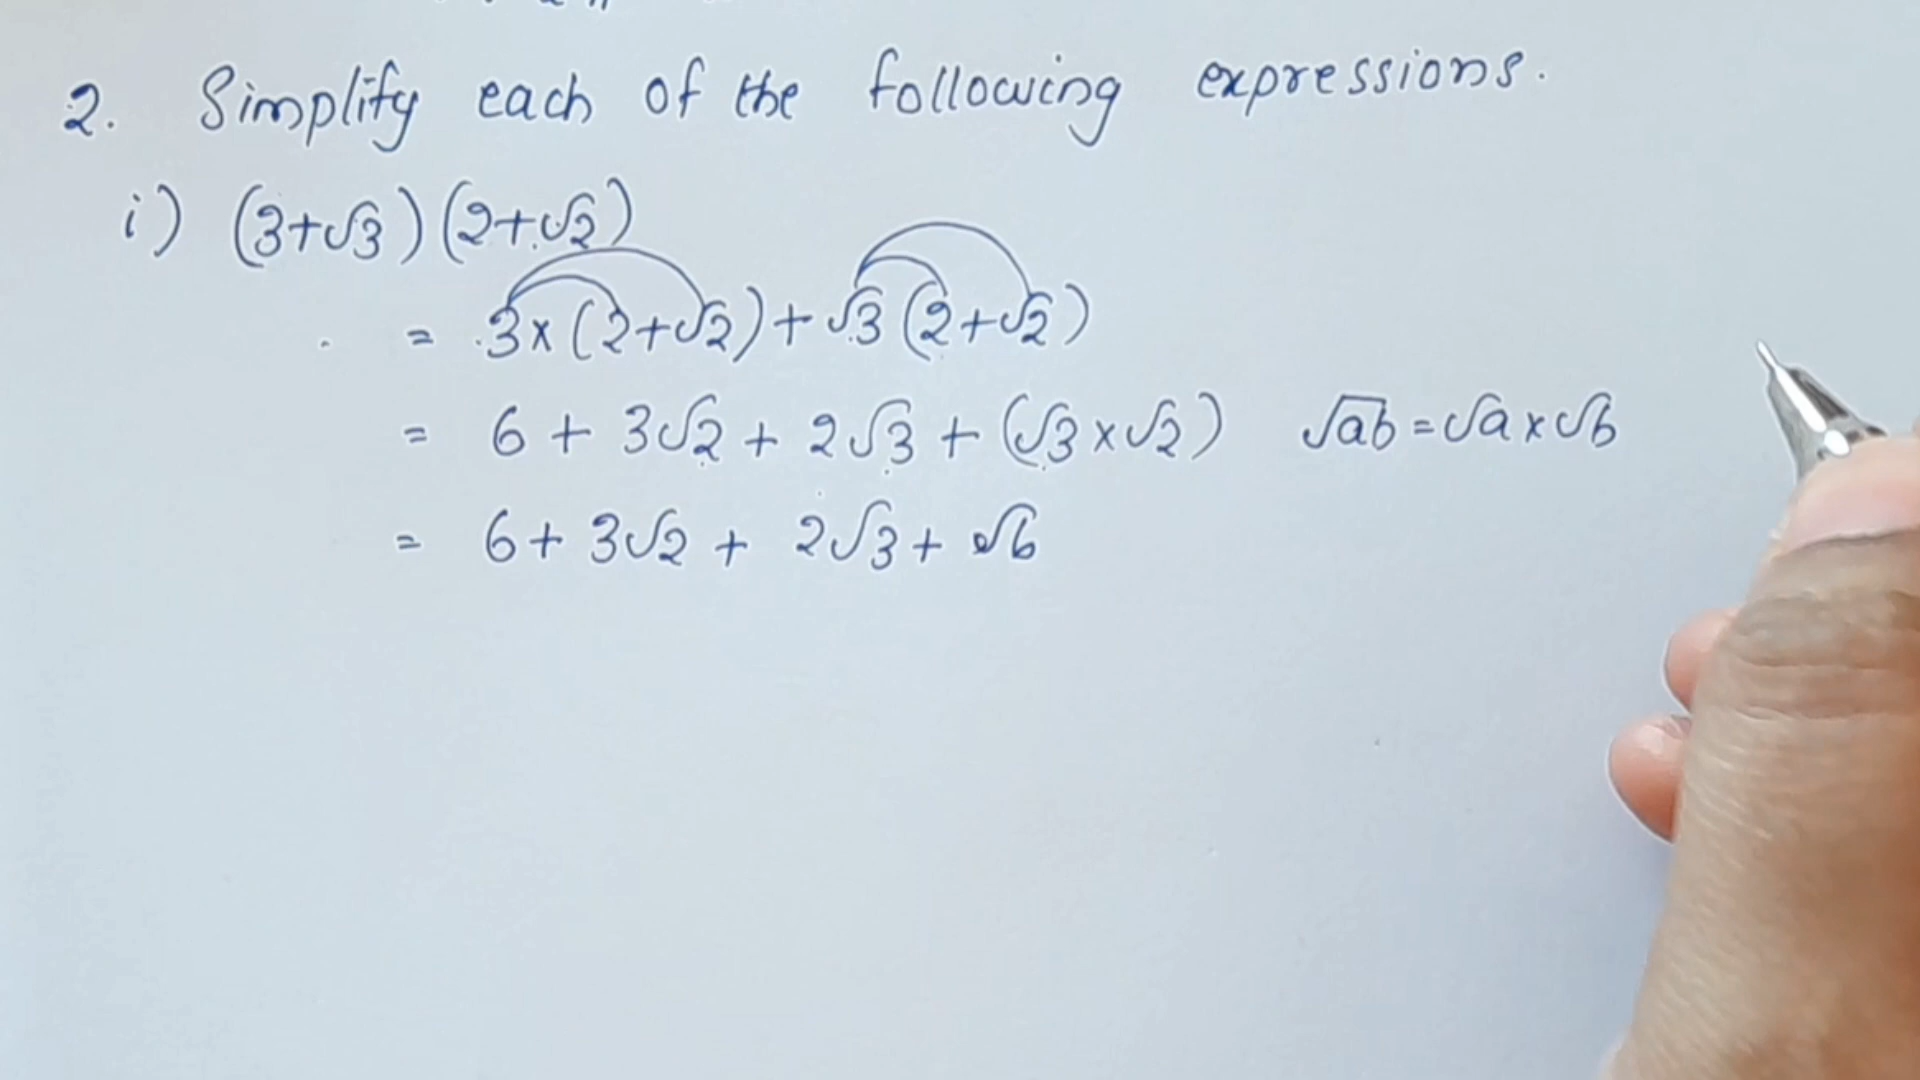 2. Simplify each of the following expressions.
i) (3+√3)(2+√2)
= 3×(2+√2)+√3(2+√2)
= 6 + 3√2 + 2√3 + (√3×√2) √ab = √a×√b
= 6+ 3√2 + 2√3 + √6